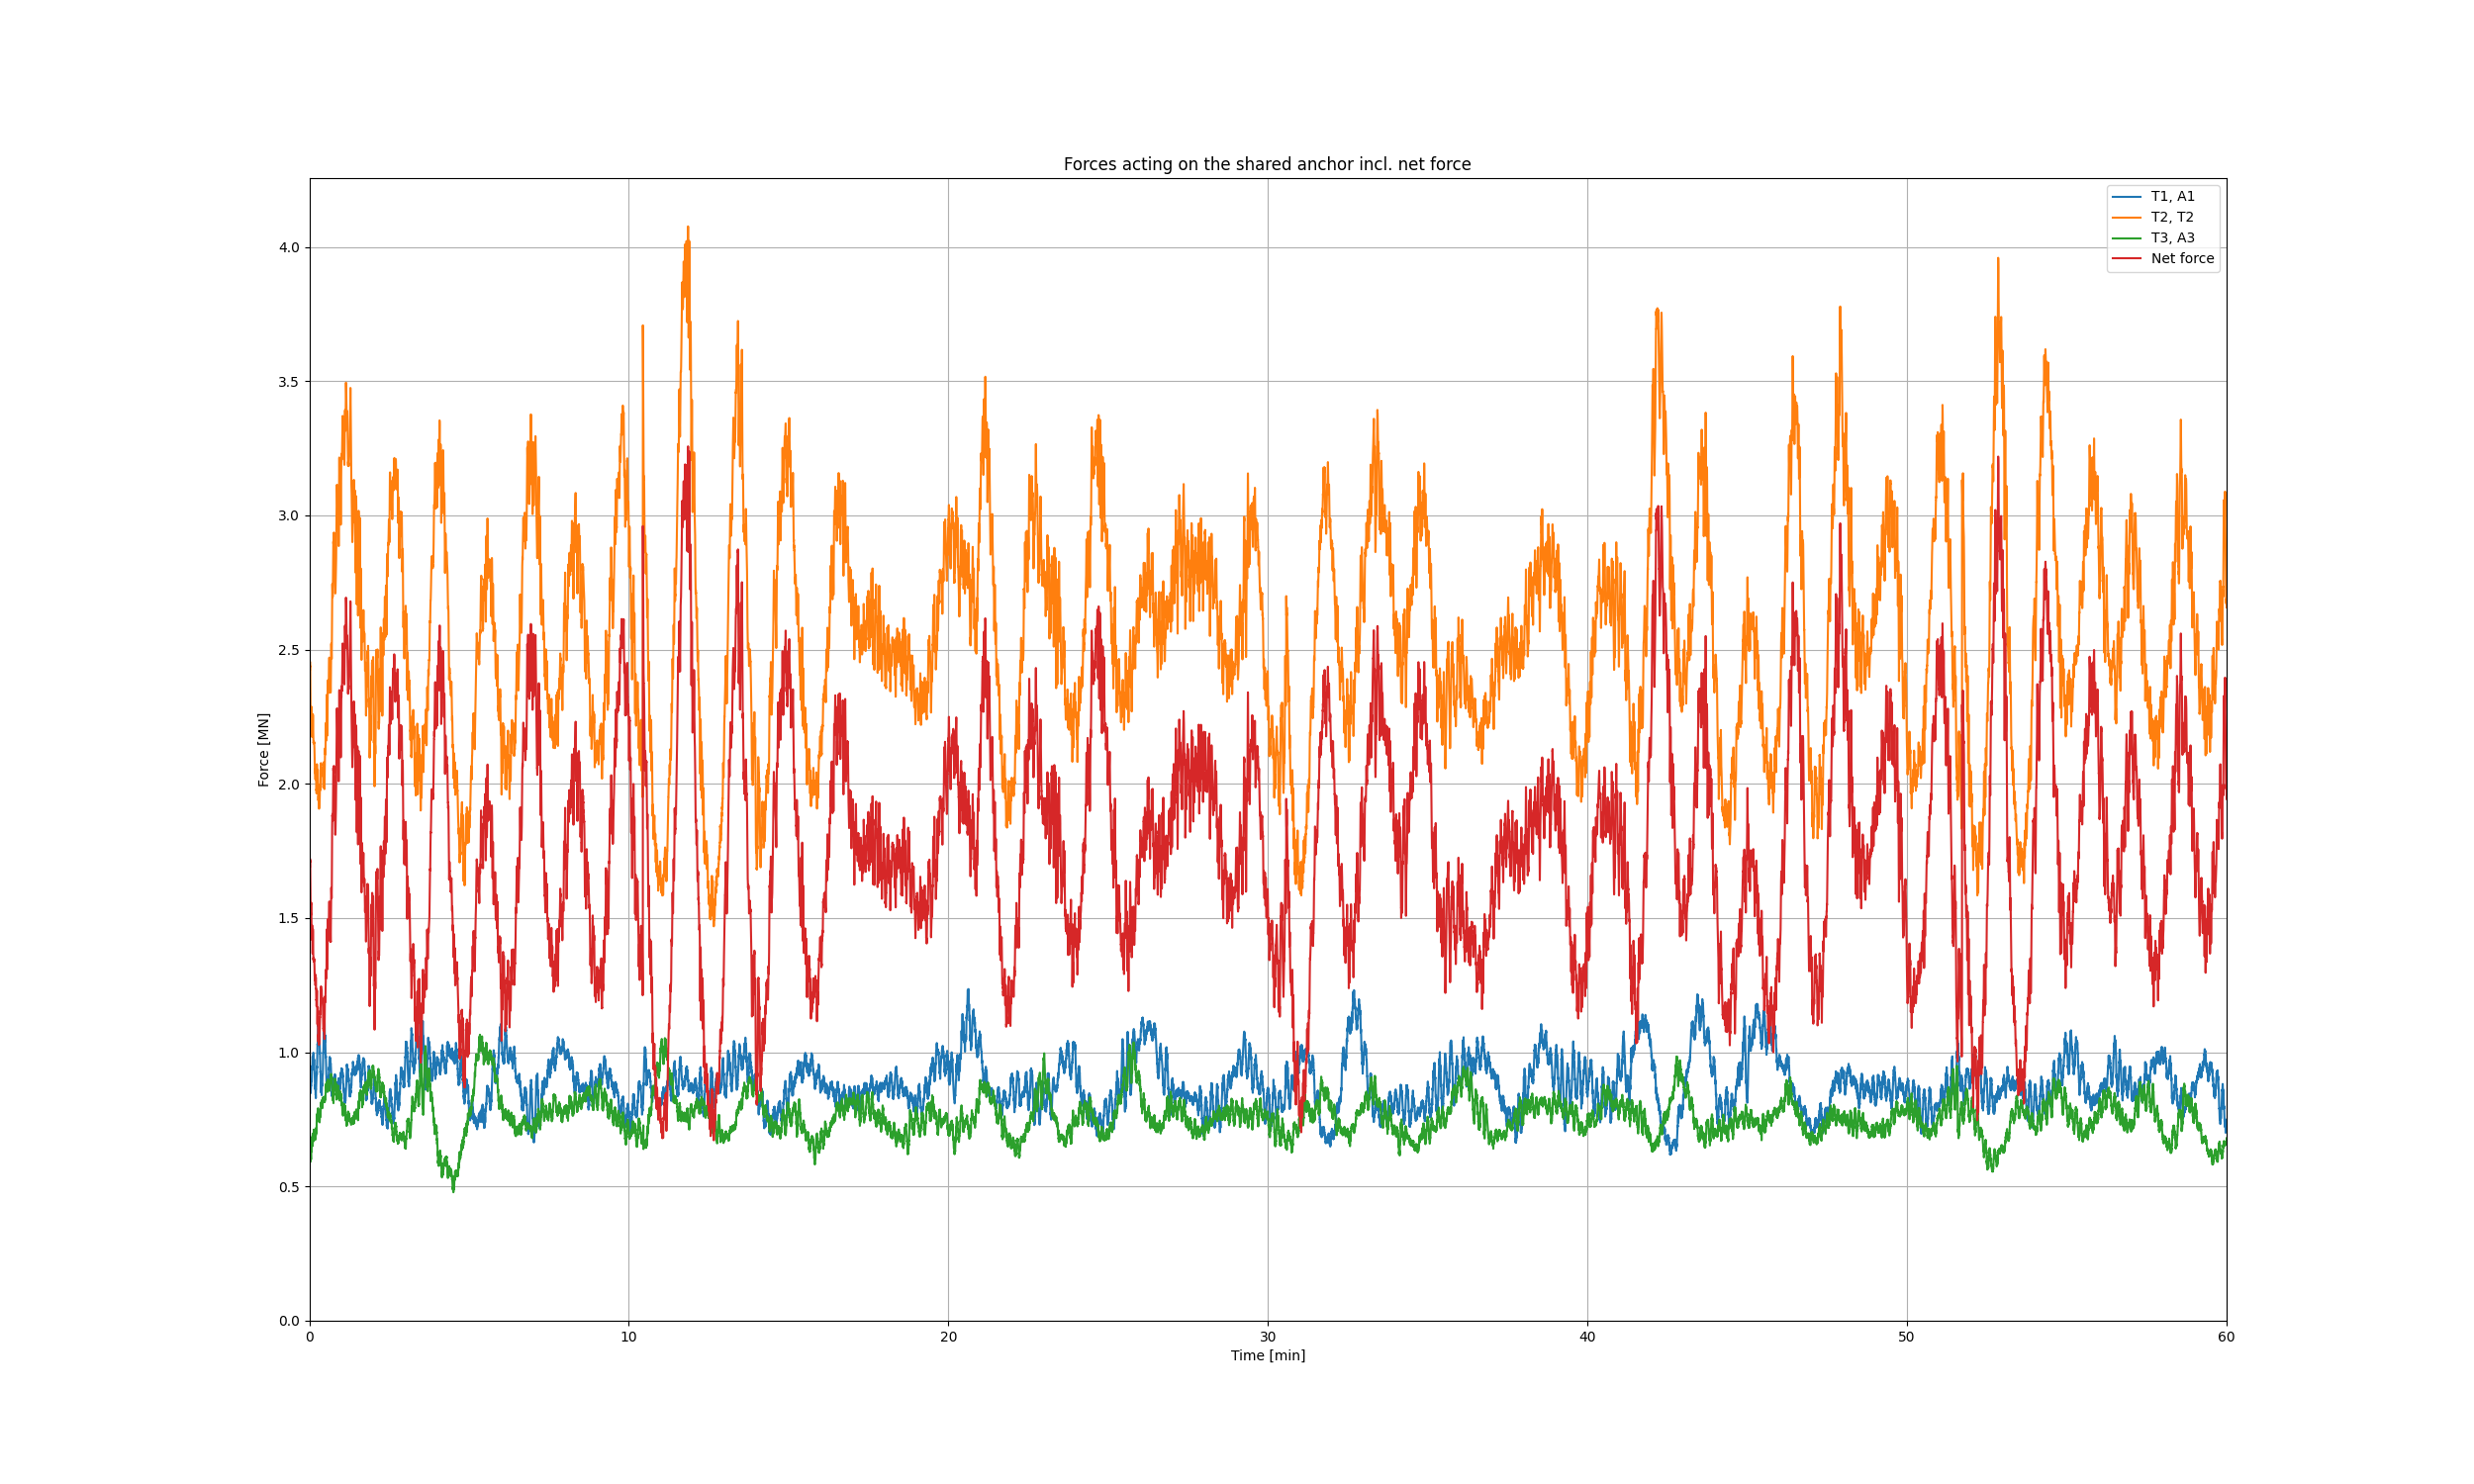 Forces acting on the shared anchor incl. net force
T1, A1
T2, T2
T3, A3
Net force
Force [MN]
4.0
3.5
3.0
2.5
2.0
1.5
1.0
0.5
0.0
0 10 20 30 40 50 60
Time [min]